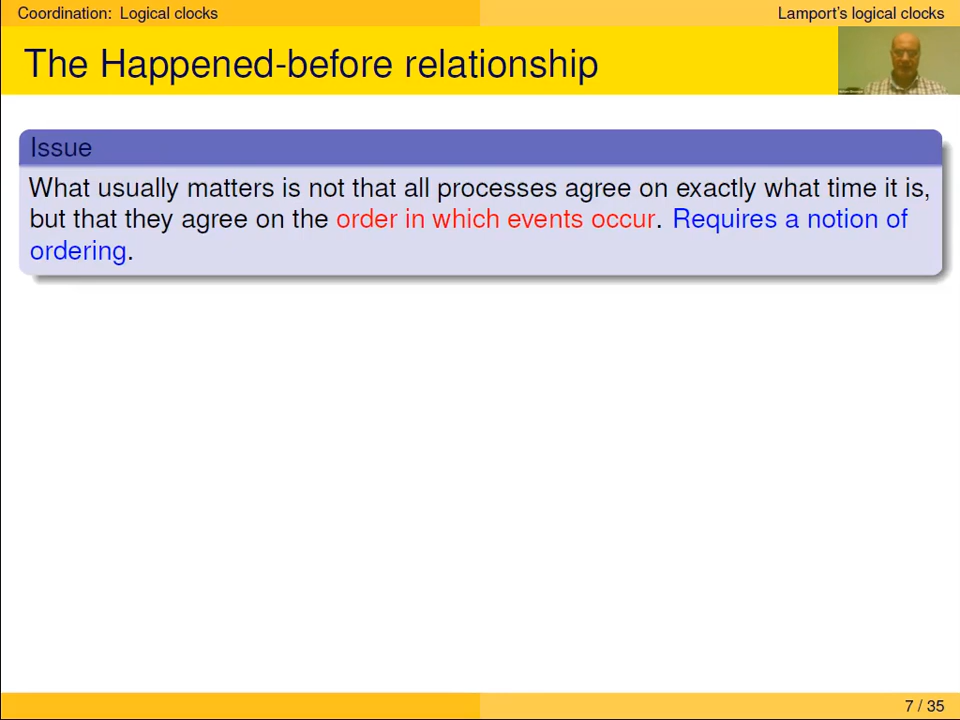 Coordination: Logical clocks
Lamport's logical clocks
The Happened-before relationship
Issue
What usually matters is not that all processes agree on exactly what time it is,
but that they agree on the order in which events occur. Requires a notion of
ordering.
7 / 35